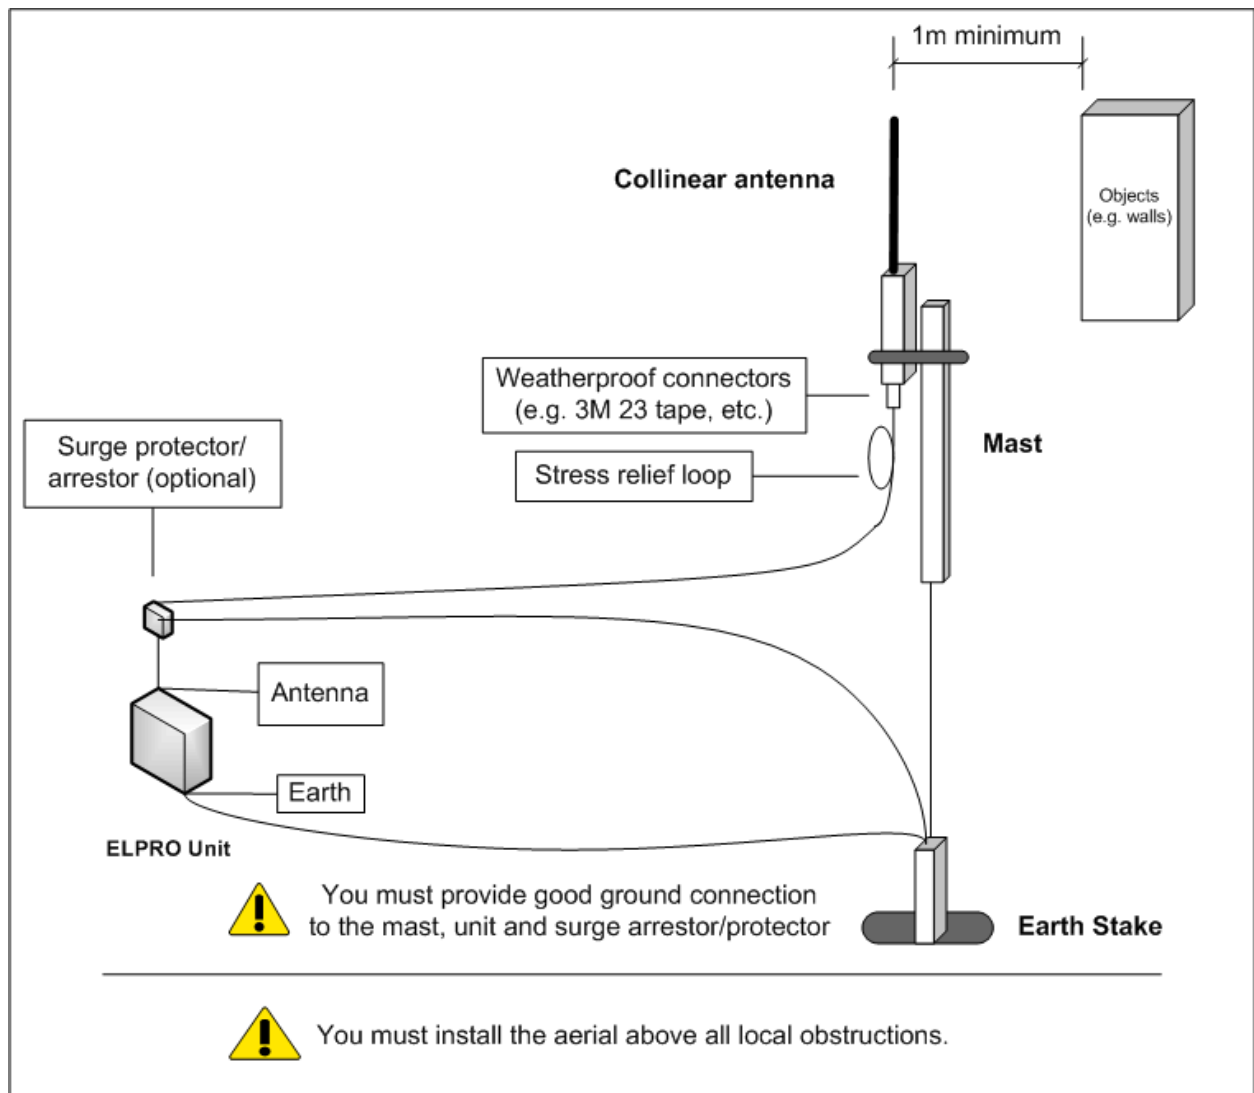 1m minimum
Collinear antenna
Objects
(e.g. walls)
Weatherproof connectors
(e.g. 3M 23 tape, etc.)
Surge protector/
arrestor (optional)
Mast
Stress relief loop
Antenna
Earth
ELPRO Unit
You must provide good ground connection
to the mast, unit and surge arrestor/protector
Earth Stake
You must install the aerial above all local obstructions.